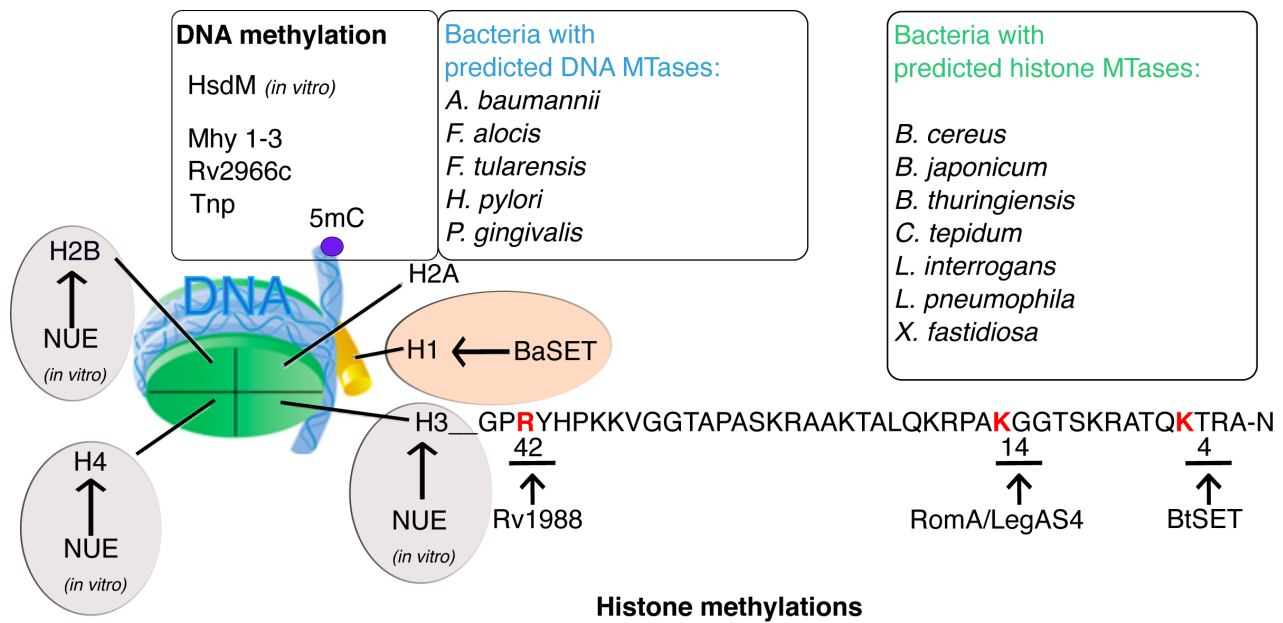 DNA methylation
HsdM (in vitro)
Mhy 1-3
Rv2966c
Tnp
5mC
Bacteria with
predicted DNA MTases:
A. baumannii
F. alocis
F. tularensis
H. pylori
P. gingivalis
Bacteria with
predicted histone MTases:
B. cereus
B. japonicum
B. thuringiensis
C. tepidum
L. interrogans
L. pneumophila
X. fastidiosa
H2B
NUE
(in vitro)
DNA
H2A
H1
BaSET
H3__GPRYHPKKVGGTAPASKRAAKTALQKRPAKGGTSKRATQKTRA-N
42
14
4
H4
NUE
(in vitro)
NUE
(in vitro)
Rv1988
RomA/LegAS4
BtSET
Histone methylations